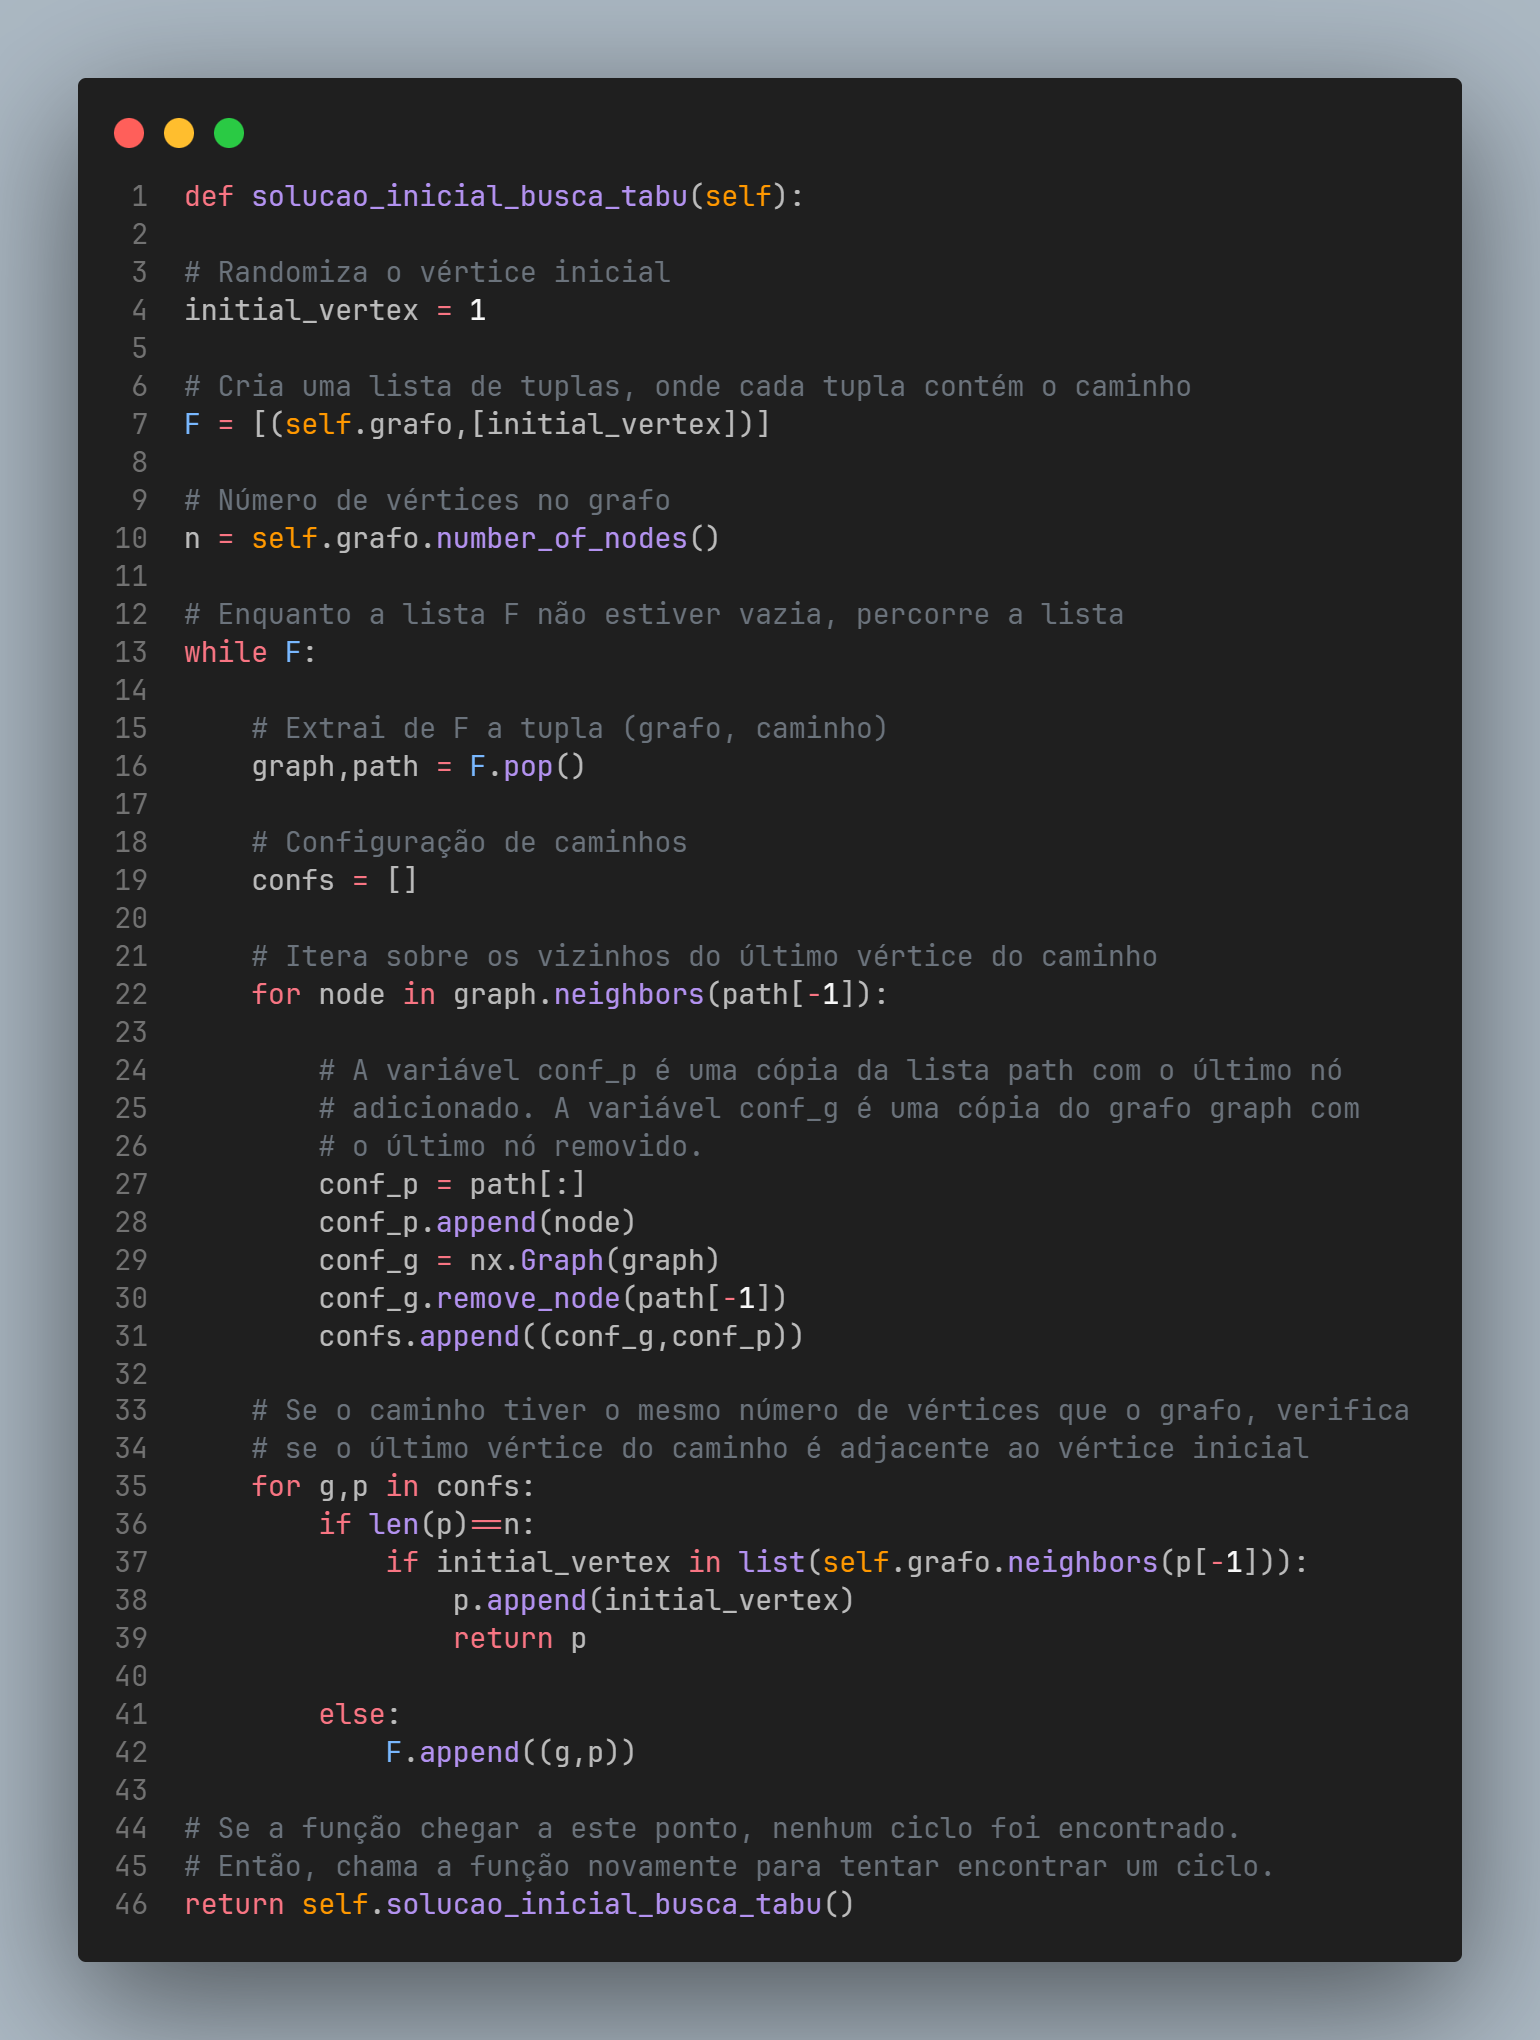 1 def solucao_inicial_busca_tabu(self):
2
3 # Randomiza o vértice inicial
4 initial_vertex = 1
5
6 # Cria uma lista de tuplas, onde cada tupla contém o caminho
7 F = [(self.grafo,[initial_vertex])]
8
9 # Número de vértices no grafo
10 n = self.grafo.number_of_nodes()
11
12 # Enquanto a lista F não estiver vazia, percorre a lista
13 while F:
14
15     # Extrai de F a tupla (grafo, caminho)
16     graph,path = F.pop()
17
18     # Configuração de caminhos
19     confs = []
20
21     # Itera sobre os vizinhos do último vértice do caminho
22     for node in graph.neighbors(path[-1]):
23
24         # A variável conf_p é uma cópia da lista path com o último nó
25         # adicionado. A variável conf_g é uma cópia do grafo graph com
26         # o último nó removido.
27         conf_p = path[:]
28         conf_p.append(node)
29         conf_g = nx.Graph(graph)
30         conf_g.remove_node(path[-1])
31         confs.append((conf_g,conf_p))
32
33     # Se o caminho tiver o mesmo número de vértices que o grafo, verifica
34     # se o último vértice do caminho é adjacente ao vértice inicial
35     for g,p in confs:
36         if len(p)==n:
37             if initial_vertex in list(self.grafo.neighbors(p[-1])):
38                 p.append(initial_vertex)
39                 return p
40
41         else:
42             F.append((g,p))
43
44 # Se a função chegar a este ponto, nenhum ciclo foi encontrado.
45 # Então, chama a função novamente para tentar encontrar um ciclo.
46 return self.solucao_inicial_busca_tabu()